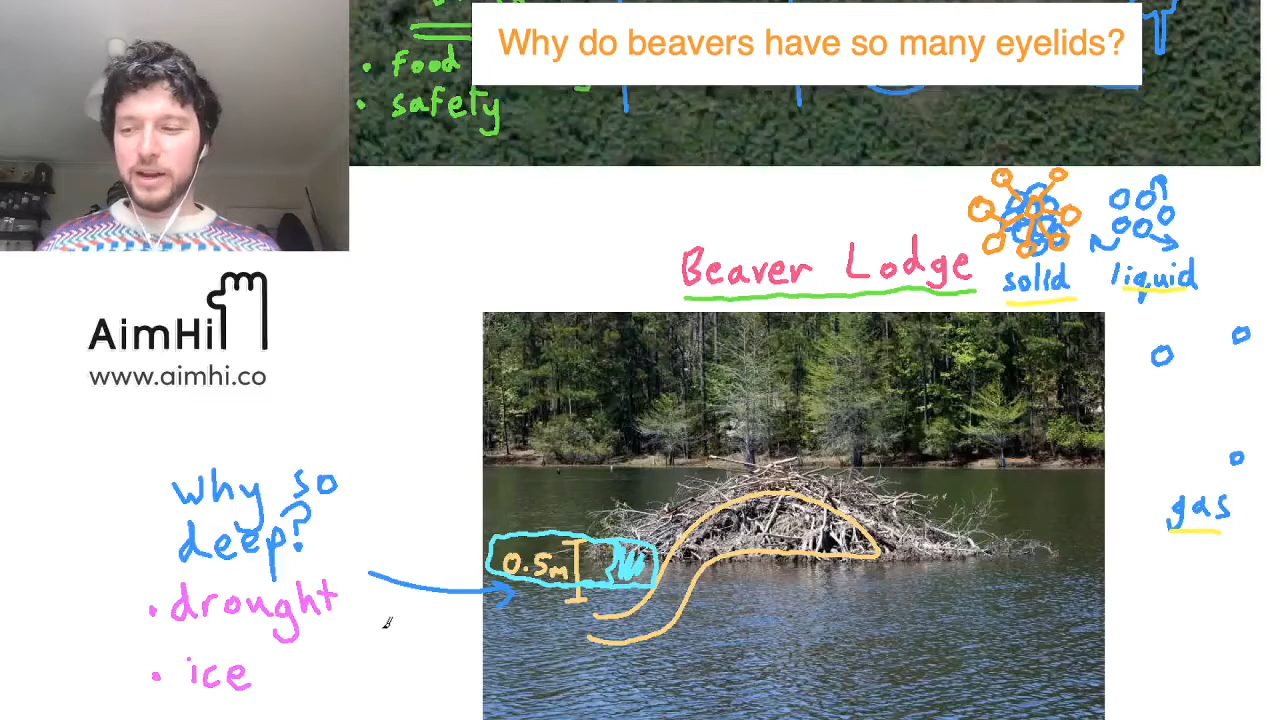 Why do beavers have so many eyelids?
• food
• safety
Beaver Lodge
solid
liquid
gas
AimHi
www.aimhi.co
why so
deep?
• drought
• ice
0.5m